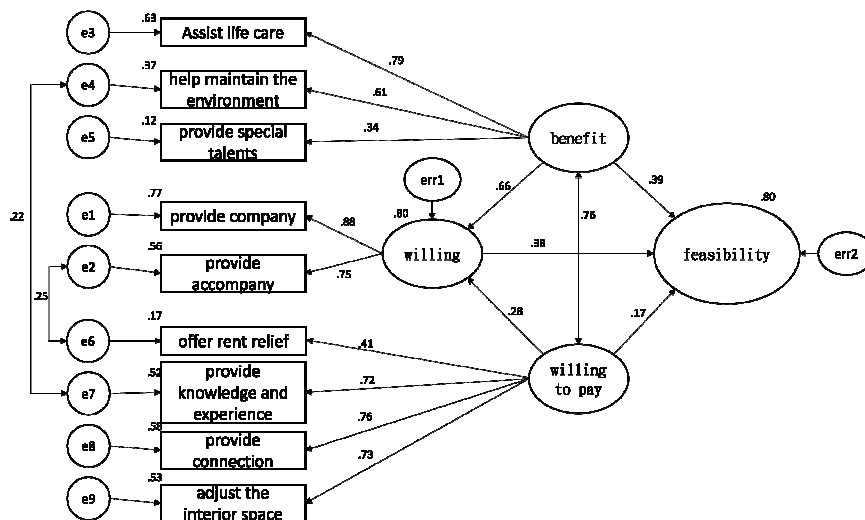 e3
.63
Assist life care
.79
e4
.37
help maintain the
environment
.61
e5
.12
provide special
talents
.34
benefit
err1
.66
.39
.22
e1
.77
provide company
.88
.80
willing
.76
.80
feasibility
err2
.38
e2
.56
provide
accompany
.75
.25
.28
.17
e6
.17
offer rent relief
.41
e7
.52
provide
knowledge and
experience
.72
willing
to pay
e8
.58
provide
connection
.76
e9
.53
adjust the
interior space
.73